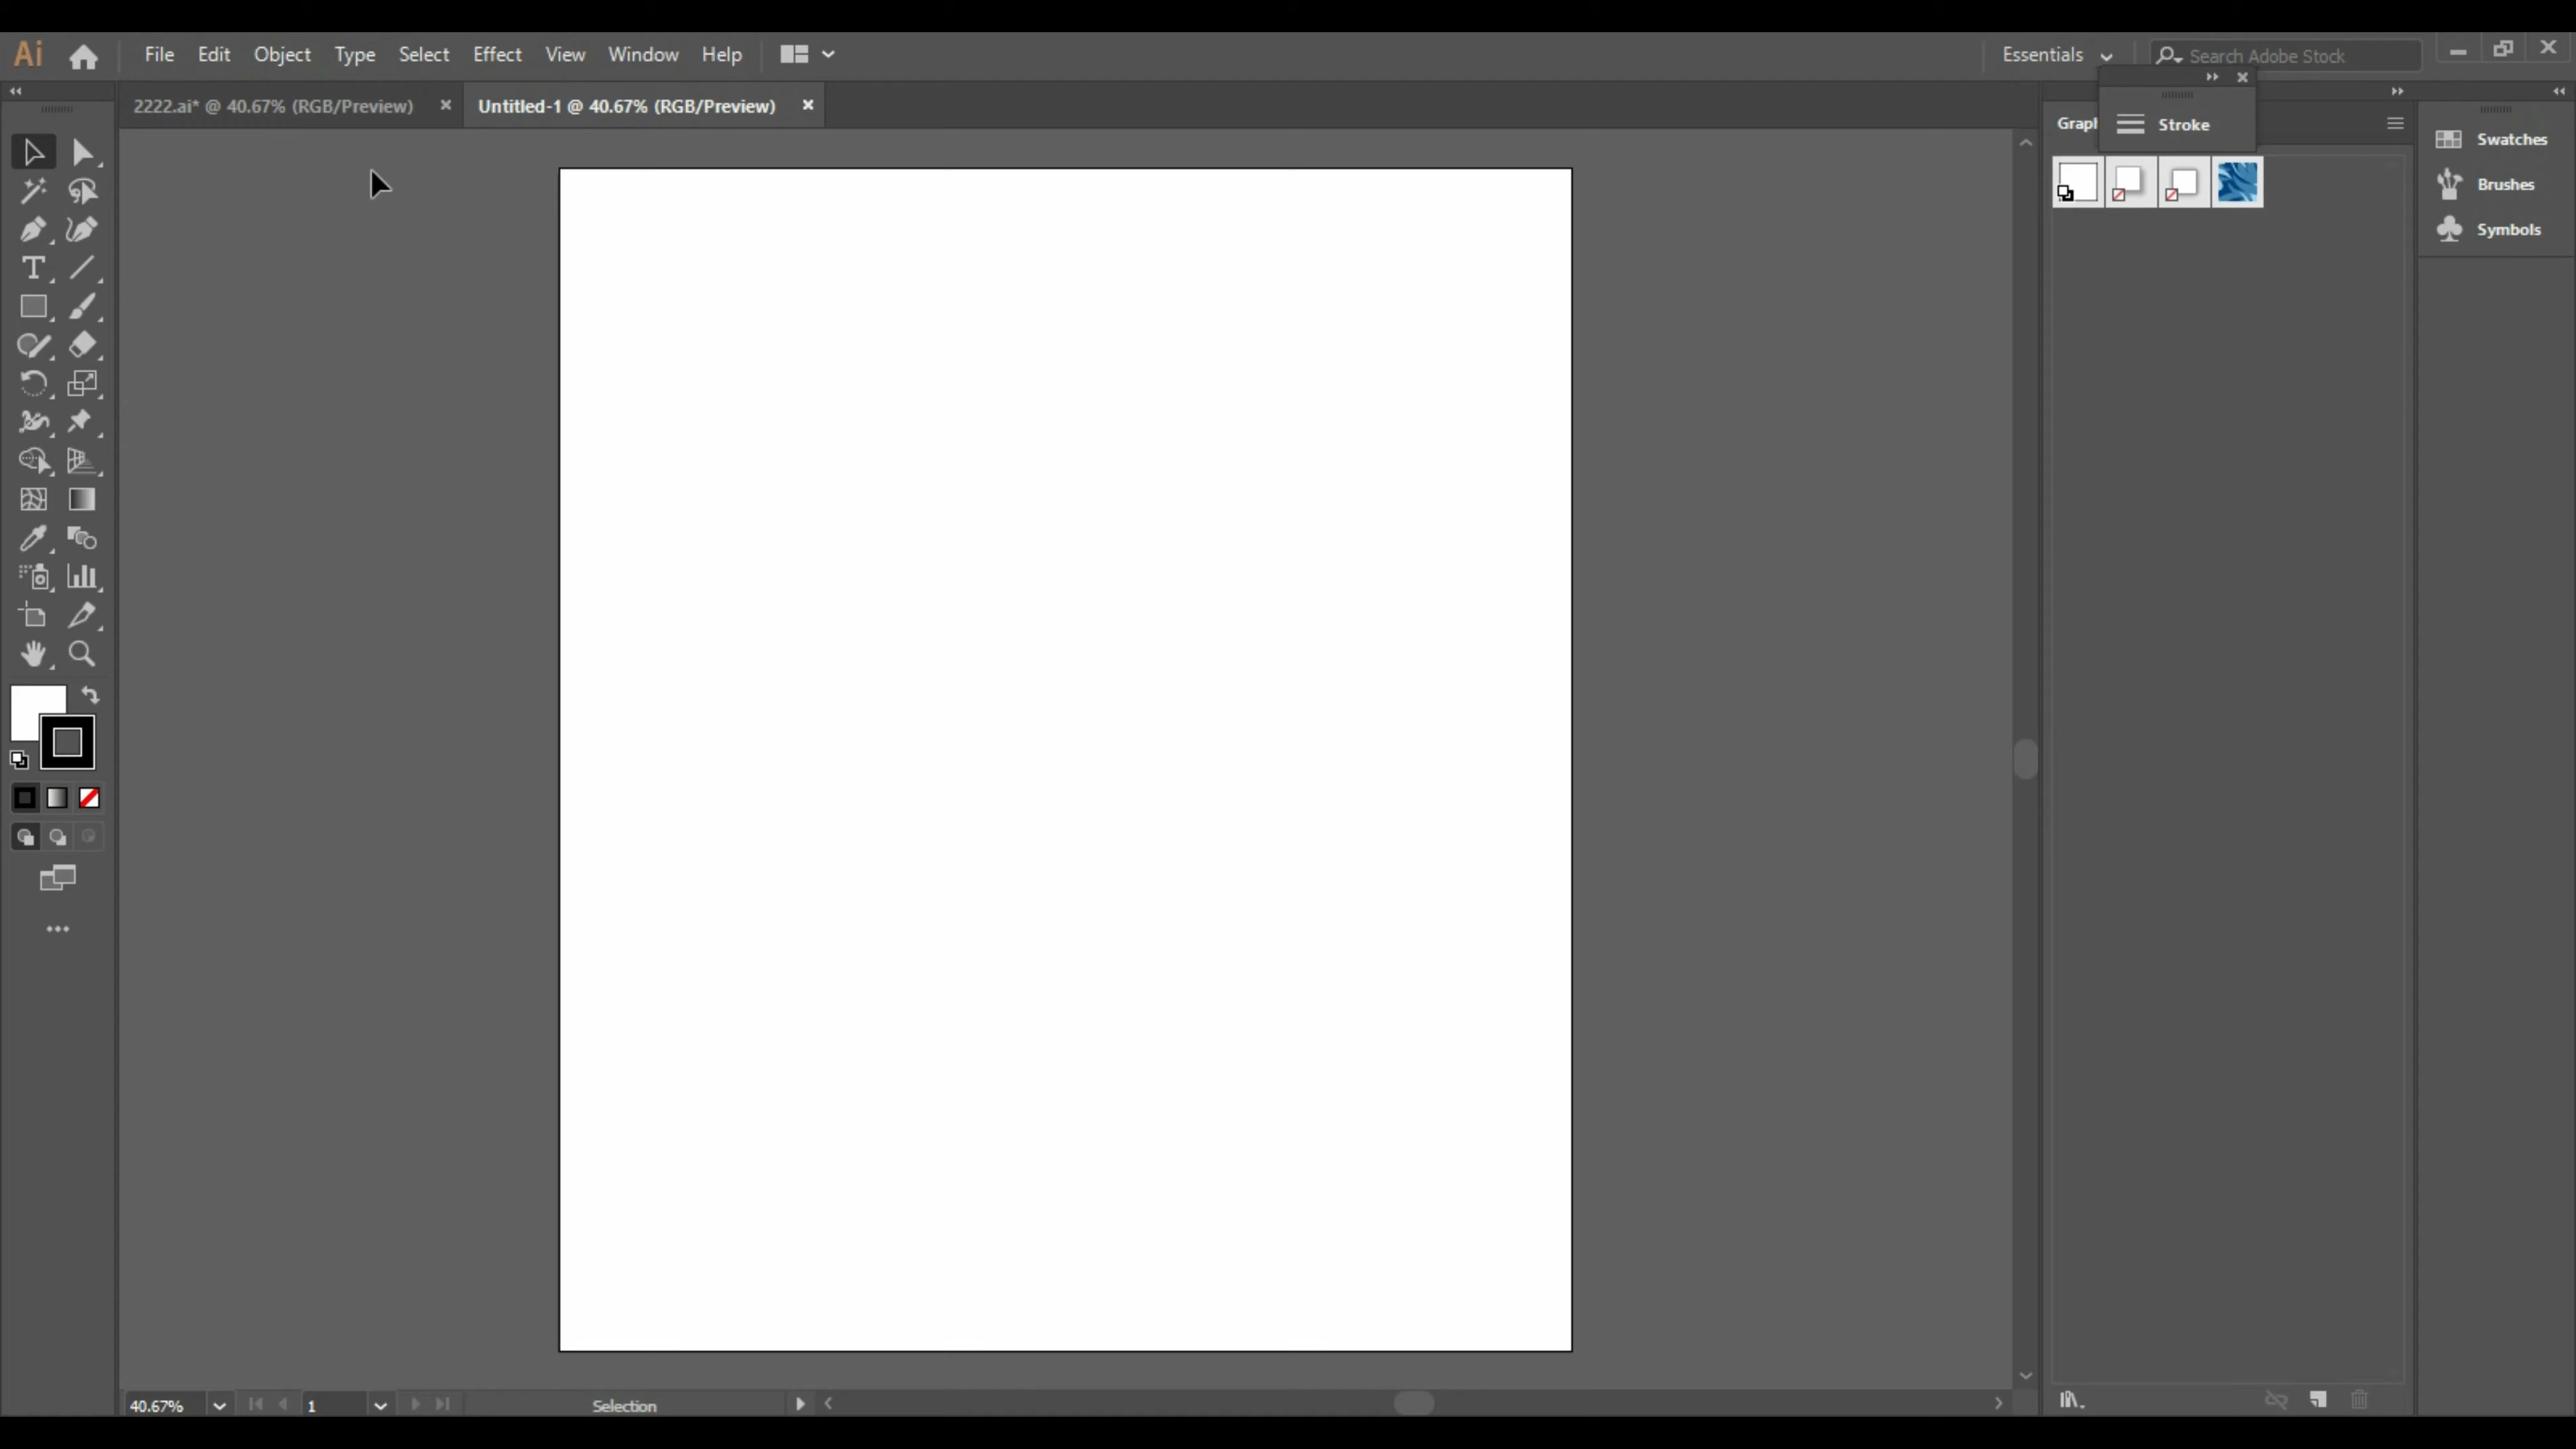 Ai File Edit Object Type Select Effect View Window Help Essentials Search Adobe Stock
2222.ai* @ 40.67% (RGB/Preview) Untitled-1 @ 40.67% (RGB/Preview)
Graph Stroke
Swatches
Brushes
Symbols
40.67% 1 Selection